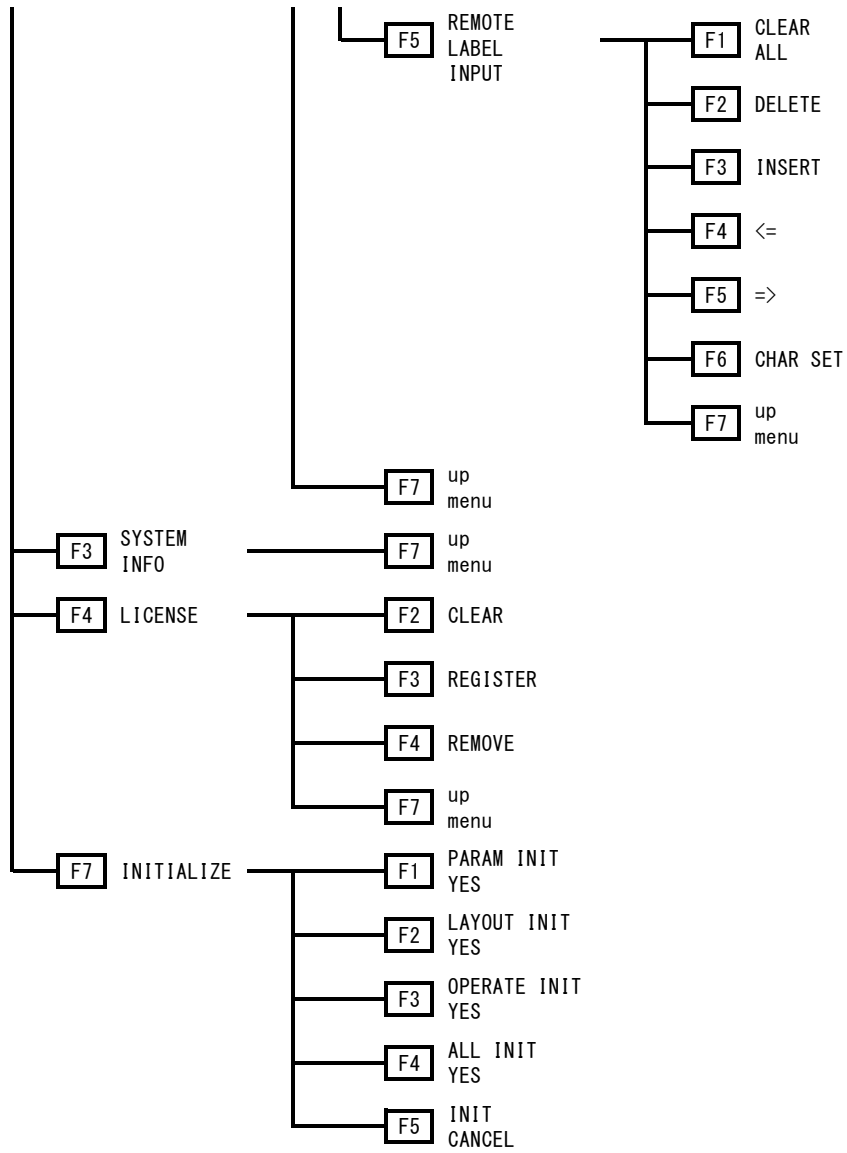 F5 REMOTE LABEL INPUT
F1 CLEAR ALL
F2 DELETE
F3 INSERT
F4 <=
F5 =>
F6 CHAR SET
F7 up menu
F7 up menu
F3 SYSTEM INFO
F7 up menu
F4 LICENSE
F2 CLEAR
F3 REGISTER
F4 REMOVE
F7 up menu
F7 INITIALIZE
F1 PARAM INIT YES
F2 LAYOUT INIT YES
F3 OPERATE INIT YES
F4 ALL INIT YES
F5 INIT CANCEL